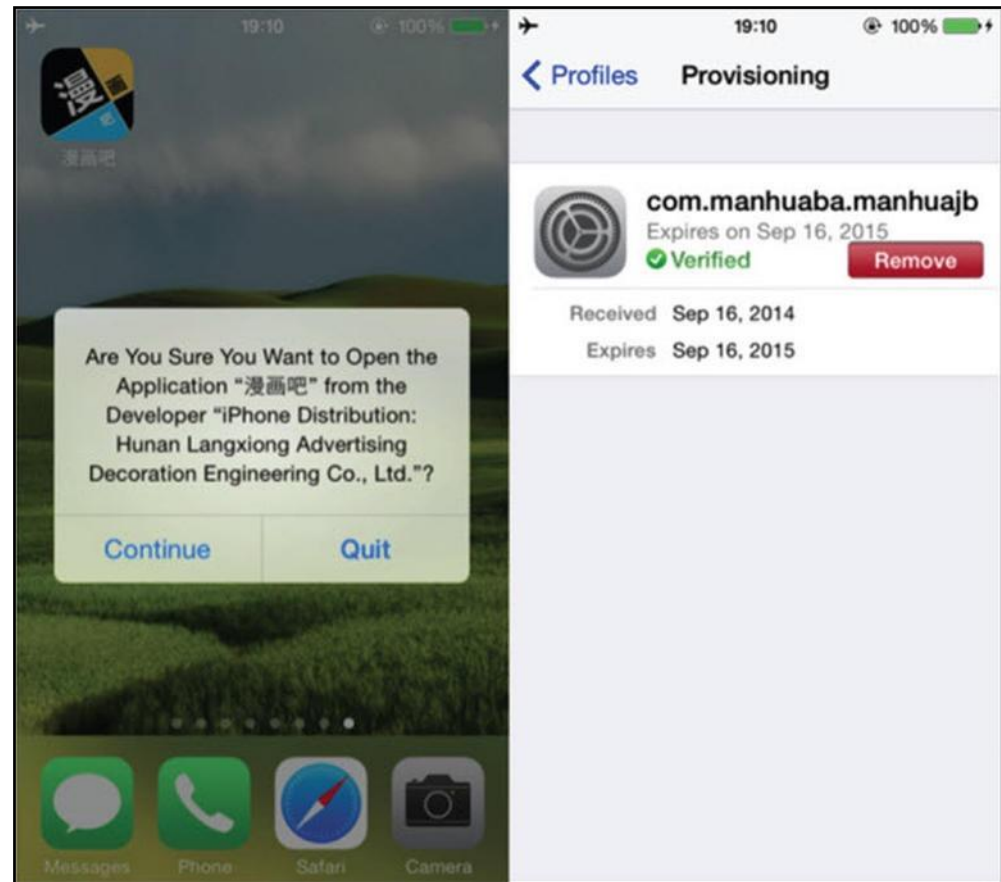 19:10
100%
漫
画
吧
漫画吧
Are You Sure You Want to Open the
Application “漫画吧” from the
Developer “iPhone Distribution:
Hunan Langxiong Advertising
Decoration Engineering Co., Ltd.”?
Continue
Quit
Messages
Phone
Safari
Camera
19:10
100%
Profiles
Provisioning
com.manhuaba.manhuajb
Expires on Sep 16, 2015
Verified
Remove
Received Sep 16, 2014
Expires Sep 16, 2015